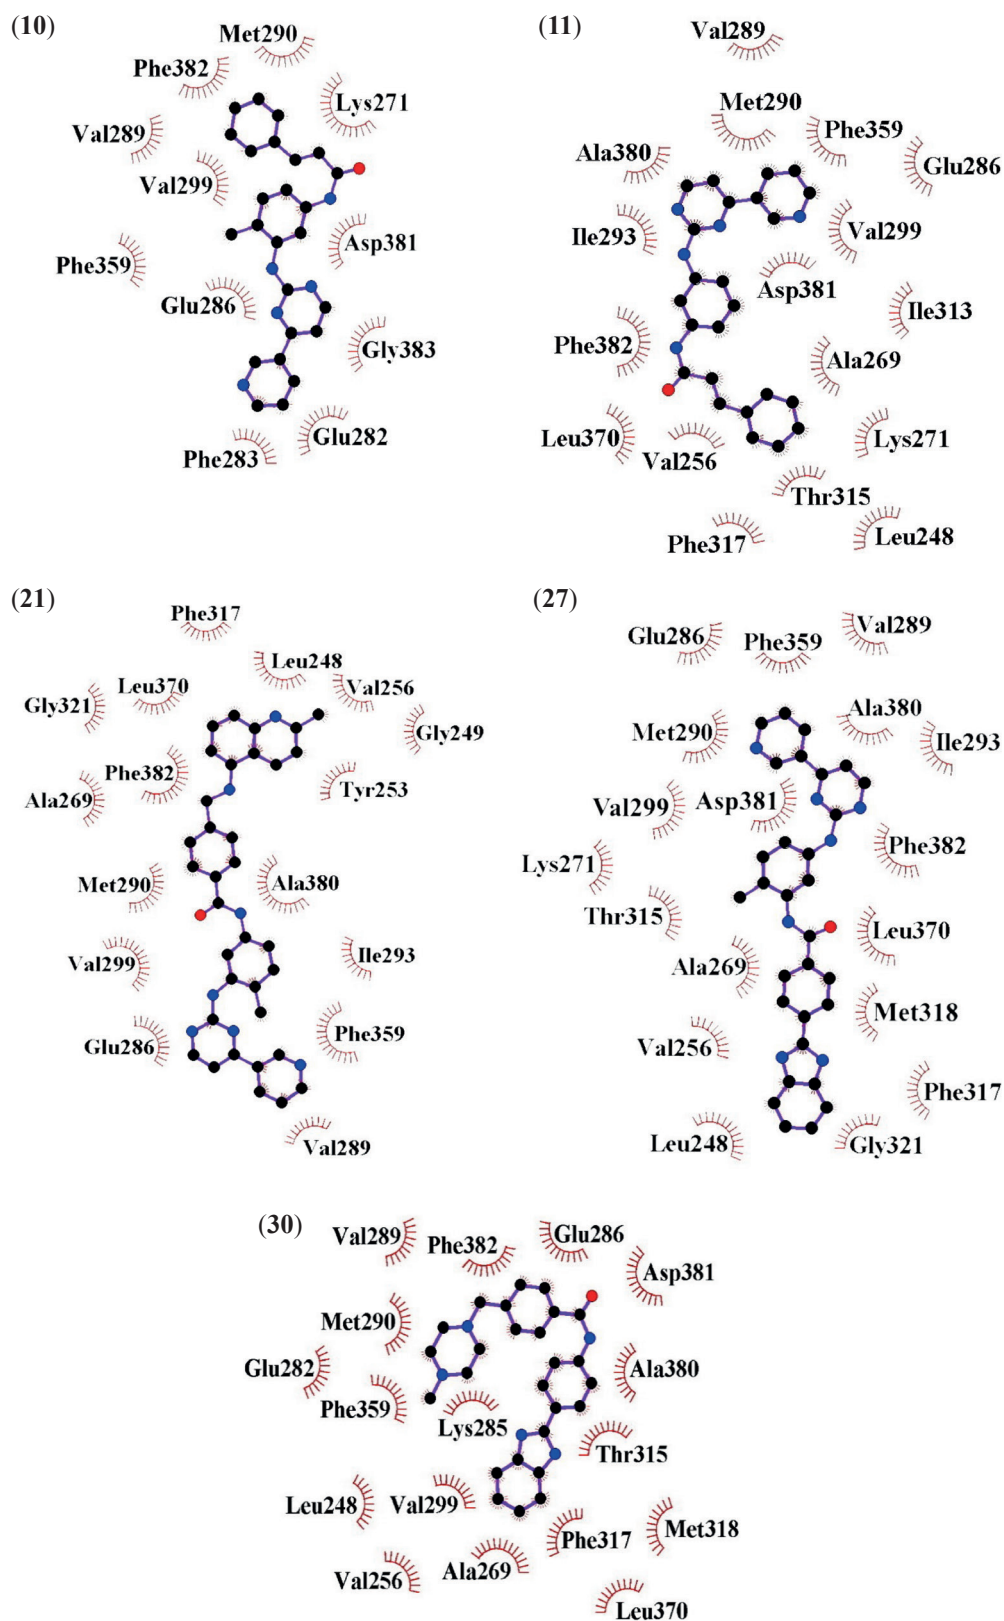 (10)
Met290
Phe382
Lys271
Val289
Val299
Asp381
Phe359
Glu286
Gly383
Glu282
Phe283
(11)
Val289
Met290
Phe359
Ala380
Glu286
Ile293
Val299
Asp381
Ile313
Phe382
Ala269
Leu370
Val256
Lys271
Thr315
Phe317
Leu248
(21)
Phe317
Leu248
Leu370
Val256
Gly321
Gly249
Phe382
Tyr253
Ala269
Met290
Ala380
Val299
Ile293
Glu286
Phe359
Val289
(27)
Glu286
Phe359
Val289
Met290
Ala380
Ile293
Val299
Asp381
Phe382
Lys271
Thr315
Leu370
Ala269
Met318
Val256
Phe317
Leu248
Gly321
(30)
Val289
Phe382
Glu286
Asp381
Met290
Glu282
Ala380
Phe359
Lys285
Thr315
Leu248
Val299
Phe317
Met318
Val256
Ala269
Leu370